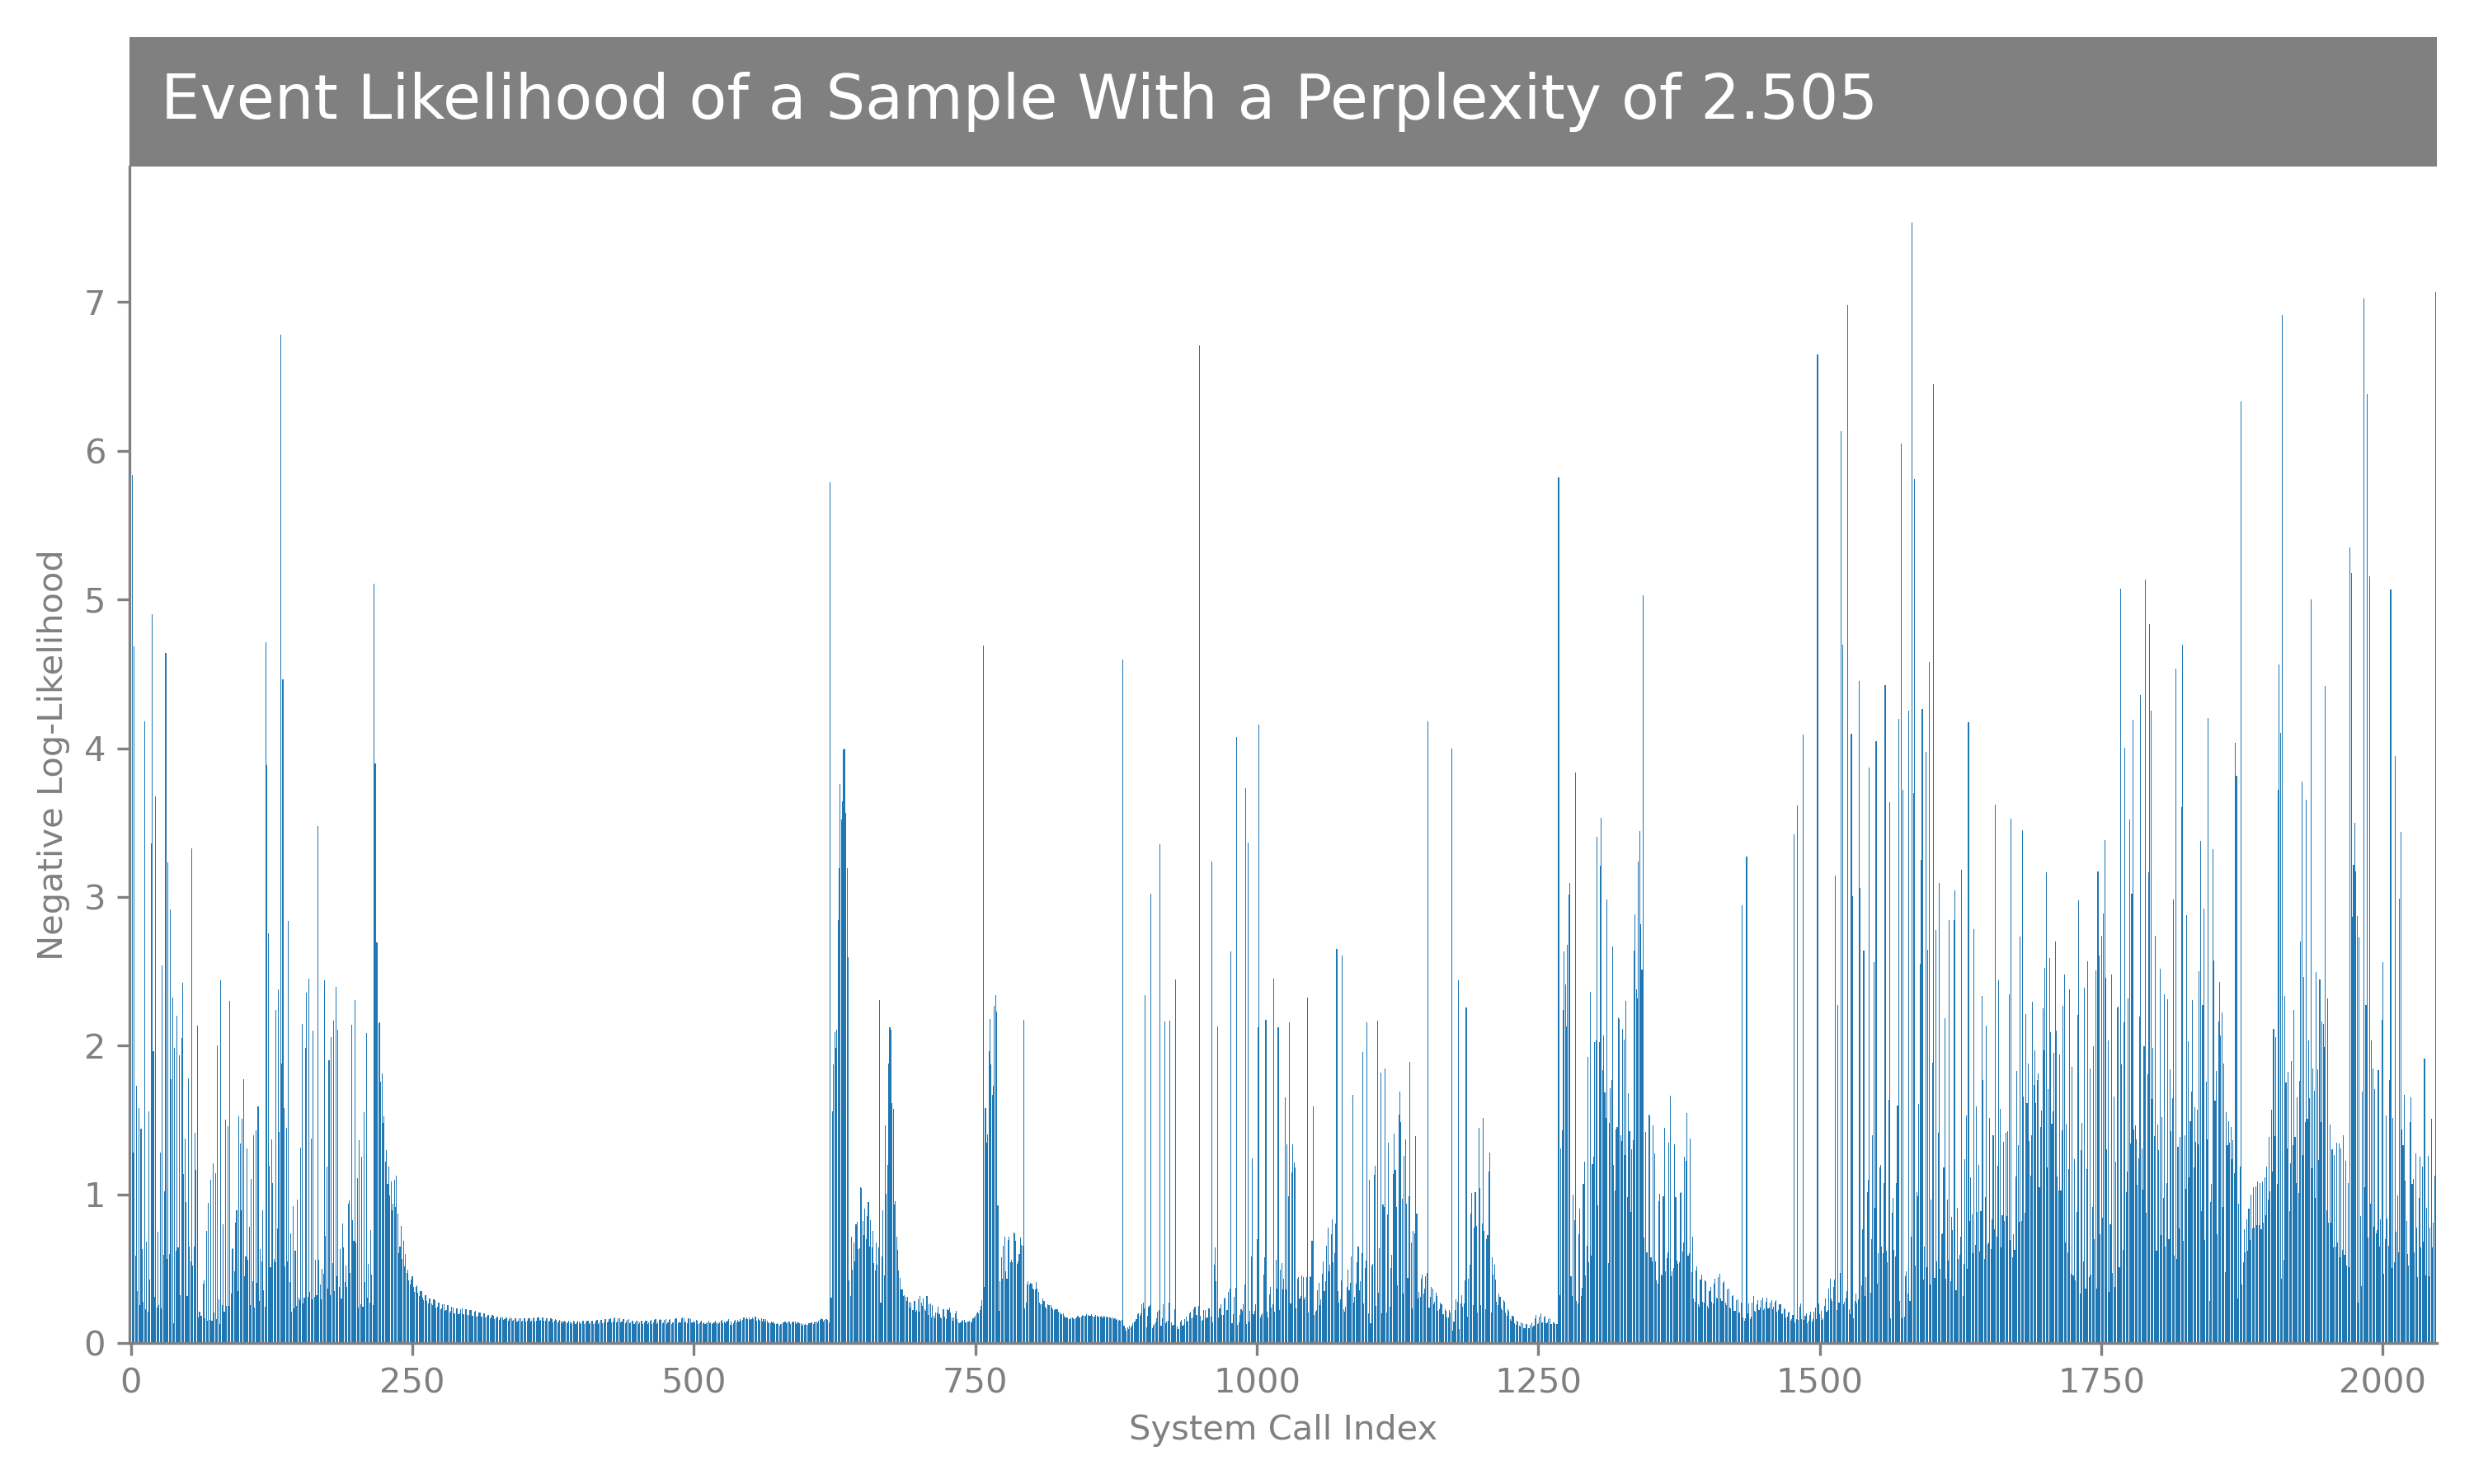 Event Likelihood of a Sample With a Perplexity of 2.505
Negative Log-Likelihood
7
6
5
4
3
2
1
0
0 250 500 750 1000 1250 1500 1750 2000
System Call Index